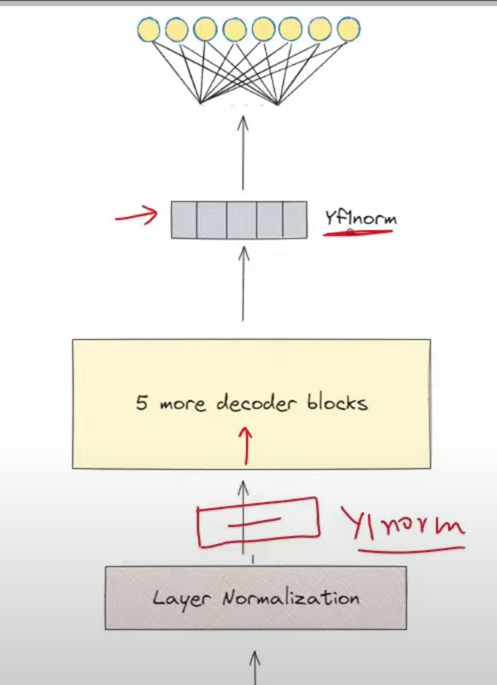 Yf1norm
5 more decoder blocks
Y1norm
Layer Normalization